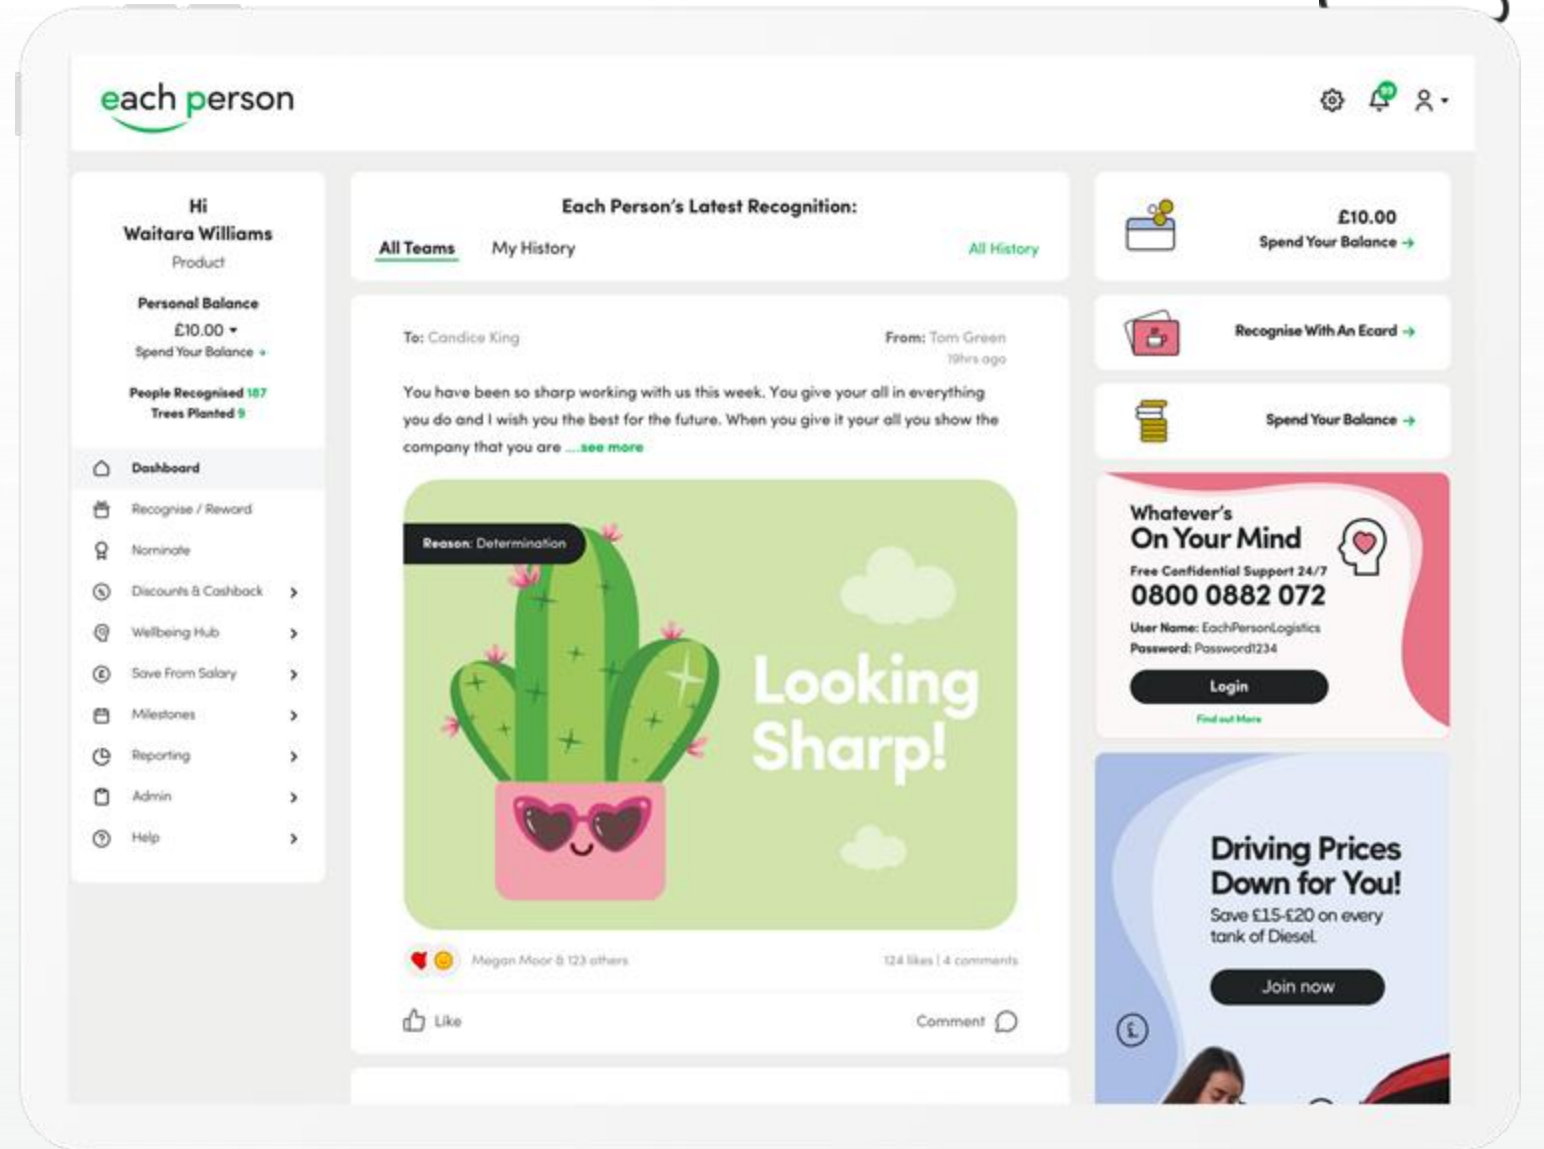 each person
99
Hi
Waitara Williams
Product
Personal Balance
£10.00
Spend Your Balance
People Recognised 187
Trees Planted 9
Dashboard
Recognise / Reward
Nominate
Discounts & Cashback
Wellbeing Hub
Save From Salary
Milestones
Reporting
Admin
Help
Each Person's Latest Recognition:
All Teams
My History
All History
To: Candice King
From: Tom Green
19hrs ago
You have been so sharp working with us this week. You give your all in everything
you do and I wish you the best for the future. When you give it your all you show the
company that you are ....see more
Reason: Determination
Looking
Sharp!
Megan Moor & 123 others
124 likes | 4 comments
Like
Comment
£10.00
Spend Your Balance →
Recognise With An Ecard →
Spend Your Balance →
Whatever's
On Your Mind
Free Confidential Support 24/7
0800 0882 072
User Name: EachPersonLogistics
Password: Password1234
Login
Find out More
Driving Prices
Down for You!
Save £15-£20 on every
tank of Diesel.
Join now
£